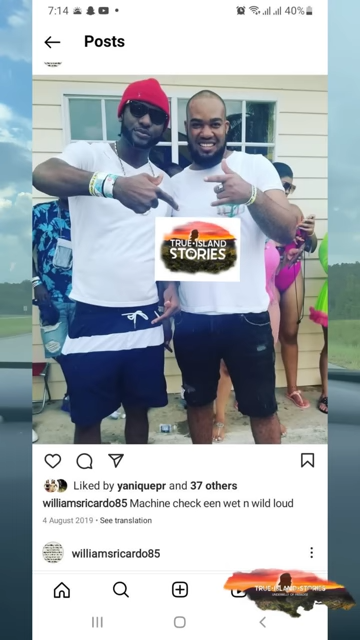 7:14
40%
Posts
TRUE•ISLAND
STORIES
Liked by yaniquepr and 37 others
williamsricardo85 Machine check een wet n wild loud
4 August 2019 • See translation
williamsricardo85
TRUE•ISLAND•STORIES